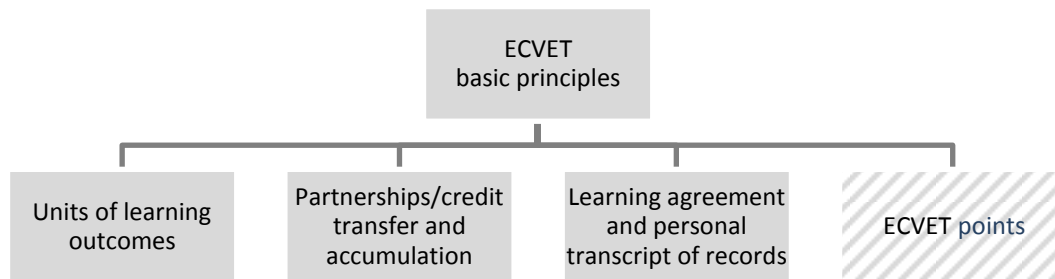 ECVET
basic principles
Units of learning
outcomes
Partnerships/credit
transfer and
accumulation
Learning agreement
and personal
transcript of records
ECVET points